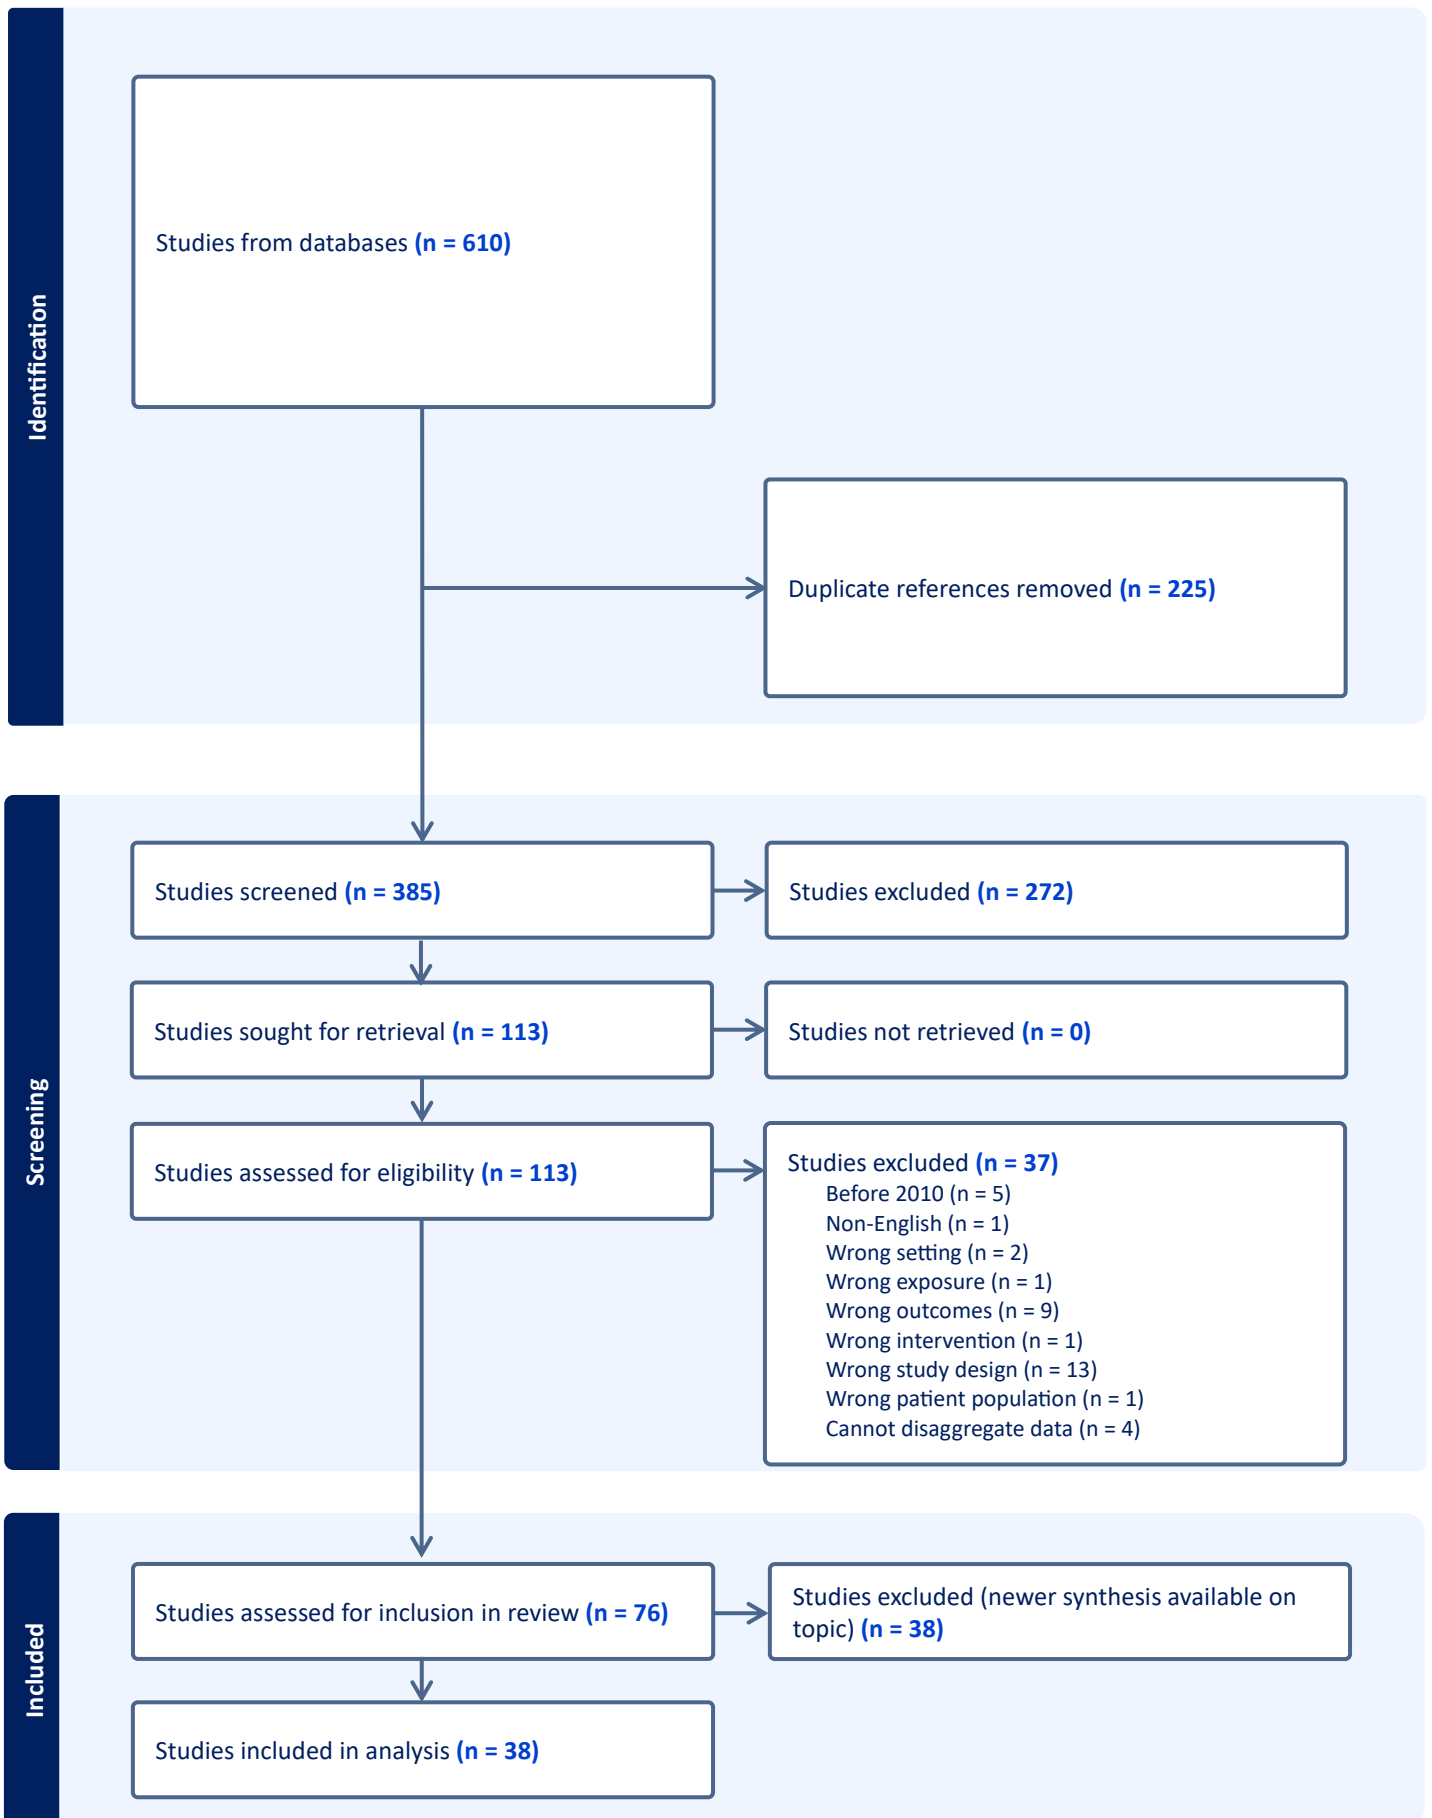 Identification
Studies from databases (n = 610)
Duplicate references removed (n = 225)
Screening
Studies screened (n = 385)
Studies excluded (n = 272)
Studies sought for retrieval (n = 113)
Studies not retrieved (n = 0)
Studies assessed for eligibility (n = 113)
Studies excluded (n = 37)
Before 2010 (n = 5)
Non-English (n = 1)
Wrong setting (n = 2)
Wrong exposure (n = 1)
Wrong outcomes (n = 9)
Wrong intervention (n = 1)
Wrong study design (n = 13)
Wrong patient population (n = 1)
Cannot disaggregate data (n = 4)
Included
Studies assessed for inclusion in review (n = 76)
Studies excluded (newer synthesis available on
topic) (n = 38)
Studies included in analysis (n = 38)